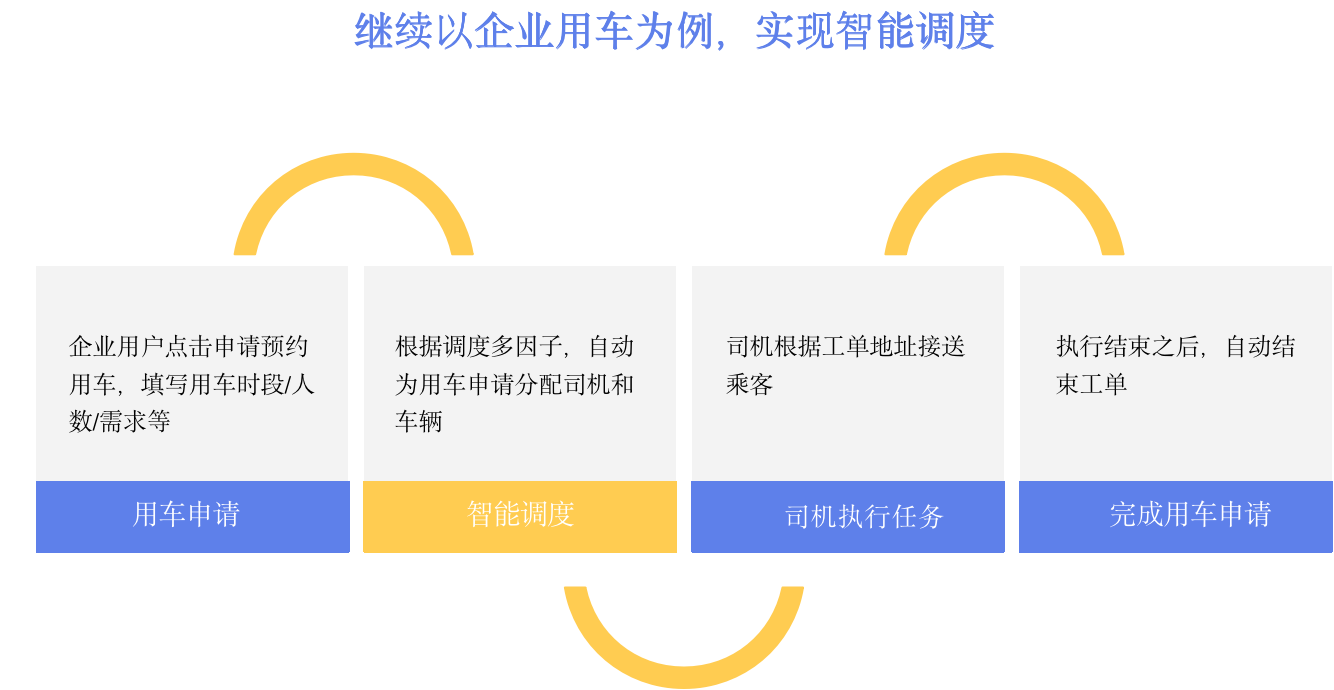 继续以企业用车为例，实现智能调度
企业用户点击申请预约
用车，填写用车时段/人
数/需求等
用车申请
根据调度多因子，自动
为用车申请分配司机和
车辆
智能调度
司机根据工单地址接送
乘客
司机执行任务
执行结束之后，自动结
束工单
完成用车申请